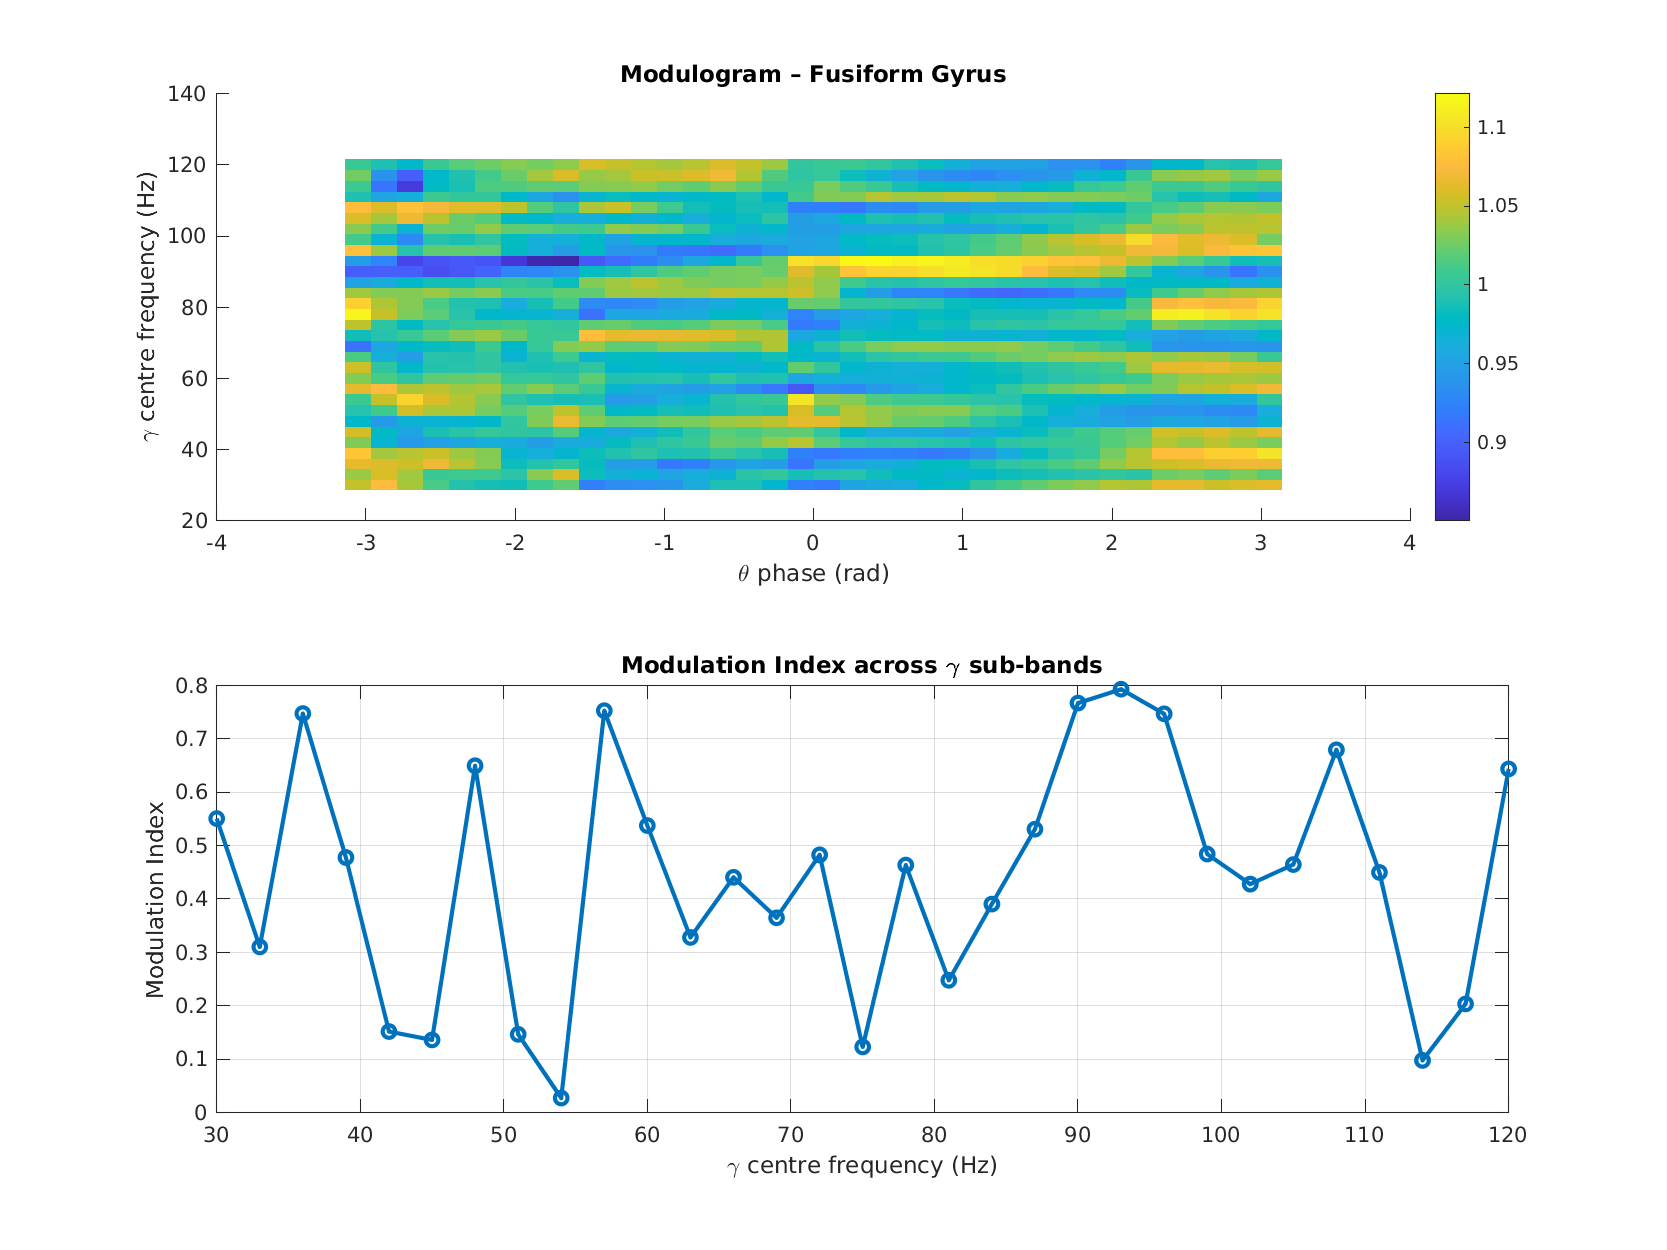 Modulogram – Fusiform Gyrus
140
120
100
80
60
40
20
γ centre frequency (Hz)
-4 -3 -2 -1 0 1 2 3 4
θ phase (rad)
1.1
1.05
1
0.95
0.9
Modulation Index across γ sub-bands
0.8
0.7
0.6
0.5
0.4
0.3
0.2
0.1
0
Modulation Index
30 40 50 60 70 80 90 100 110 120
γ centre frequency (Hz)